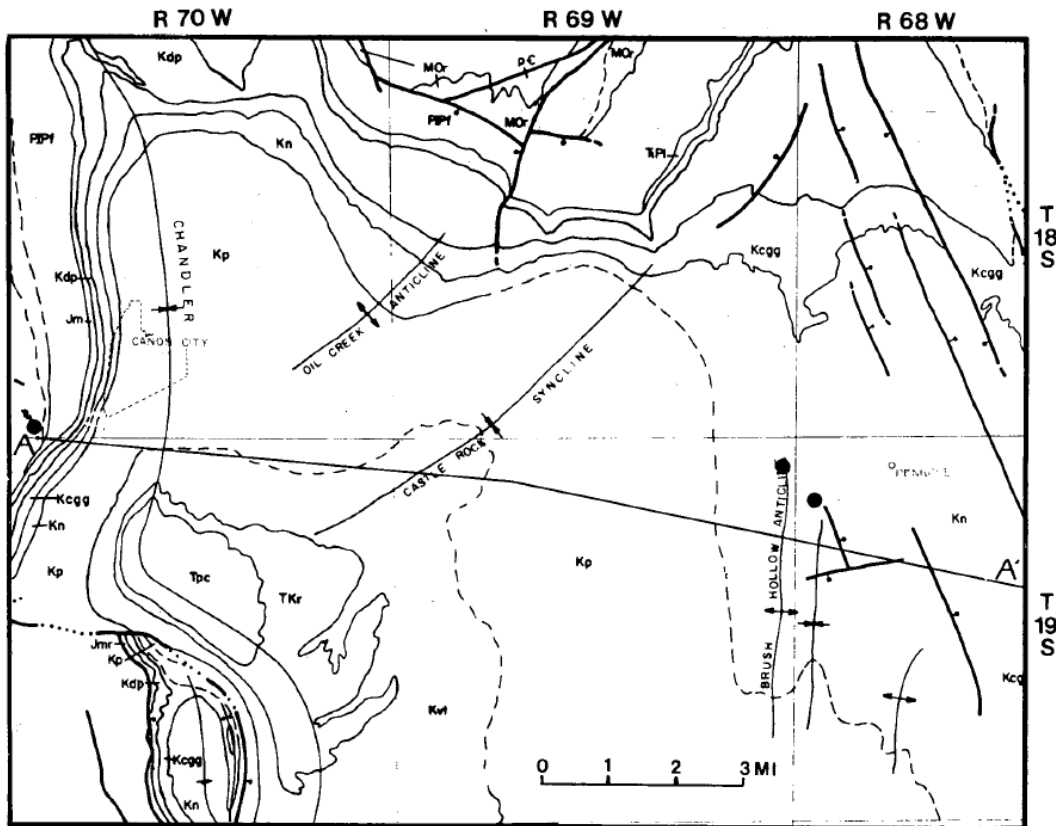 R 70 W R 69 W R 68 W
Kdp
MOr
p-C
MOr
PIPf
PIPf
MOr
Kn
TrPl
T
18
S
Kp
Kcgg
Kcgg
CHANDLER
Kdp
OIL CREEK ANTICLINE
Jm
CANON CITY
CASTLE ROCK SYNCLINE
A
Kcgg
Kn
Kn
Kp
Kp
BRUSH HOLLOW ANTICLINE
A'
Tpc
TKr
T
19
S
Jmr
Kp
Kdp
Kcg
Kvt
Kcgg
Kn
0 1 2 3 MI